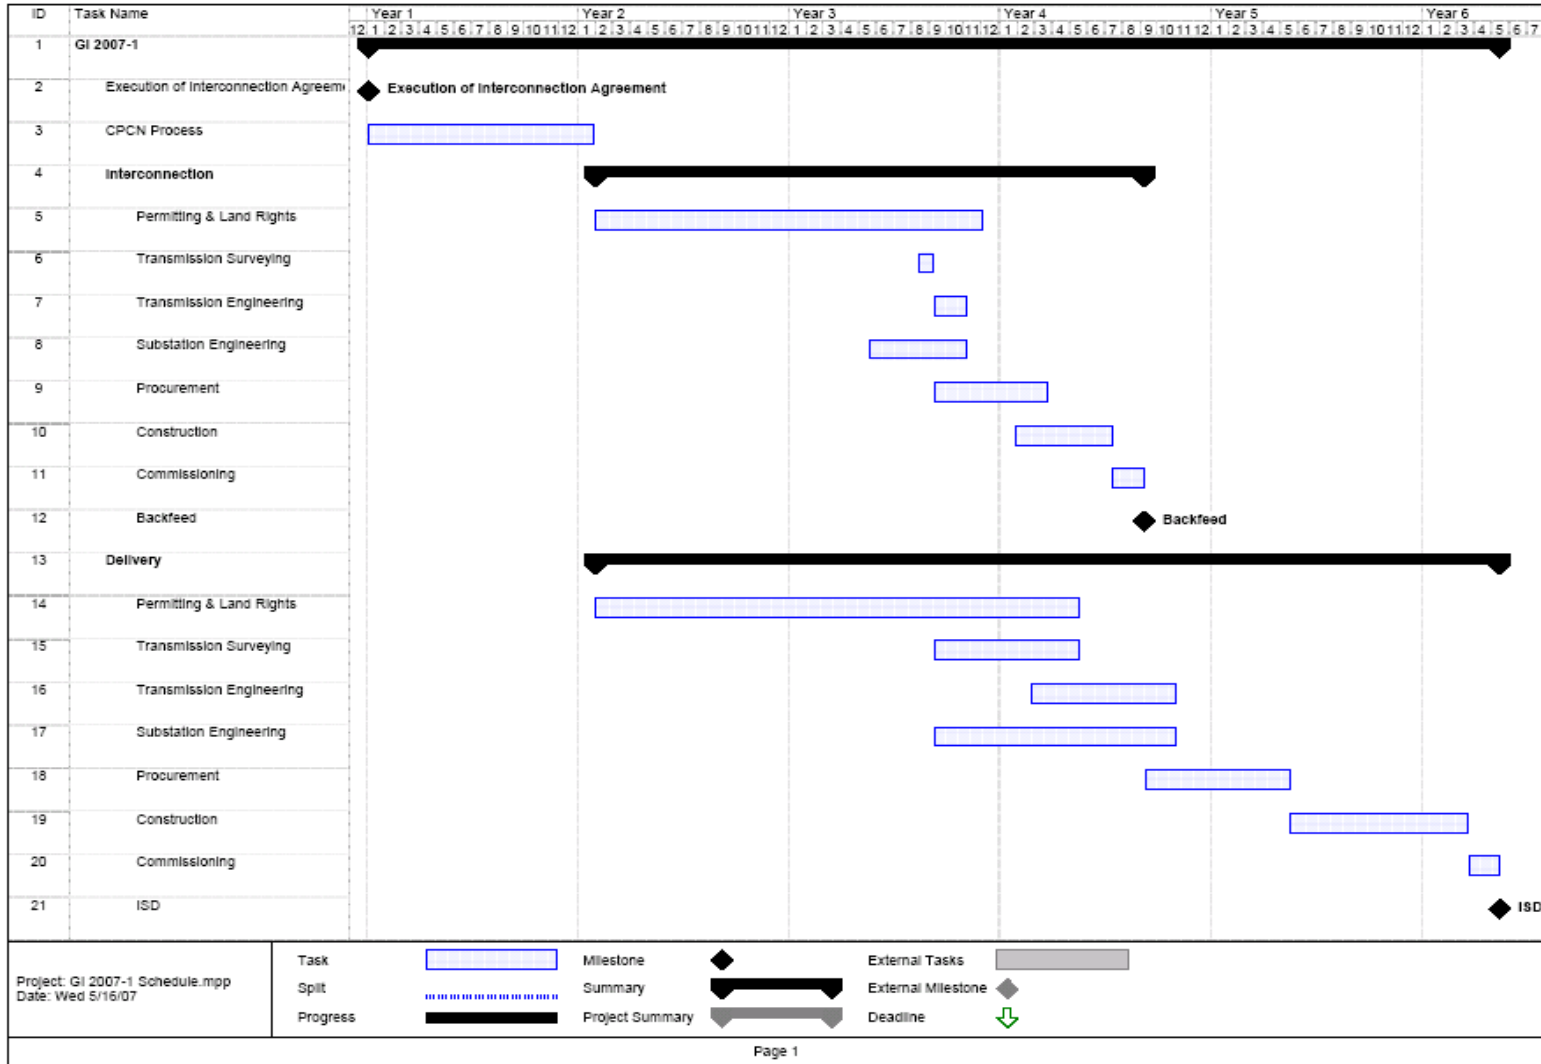 ID Task Name Year 1 Year 2 Year 3 Year 4 Year 5 Year 6
12 1 2 3 4 5 6 7 8 9 10 11 12 1 2 3 4 5 6 7 8 9 10 11 12 1 2 3 4 5 6 7 8 9 10 11 12 1 2 3 4 5 6 7 8 9 10 11 12 1 2 3 4 5 6 7 8 9 10 11 12 1 2 3 4 5 6 7
1 GI 2007-1
2 Execution of Interconnection Agreem Execution of Interconnection Agreement
3 CPCN Process
4 Interconnection
5 Permitting & Land Rights
6 Transmission Surveying
7 Transmission Engineering
8 Substation Engineering
9 Procurement
10 Construction
11 Commissioning
12 Backfeed Backfeed
13 Delivery
14 Permitting & Land Rights
15 Transmission Surveying
16 Transmission Engineering
17 Substation Engineering
18 Procurement
19 Construction
20 Commissioning
21 ISD ISD
Project: GI 2007-1 Schedule.mpp
Date: Wed 5/16/07
Task Milestone External Tasks
Split Summary External Milestone
Progress Project Summary Deadline
Page 1